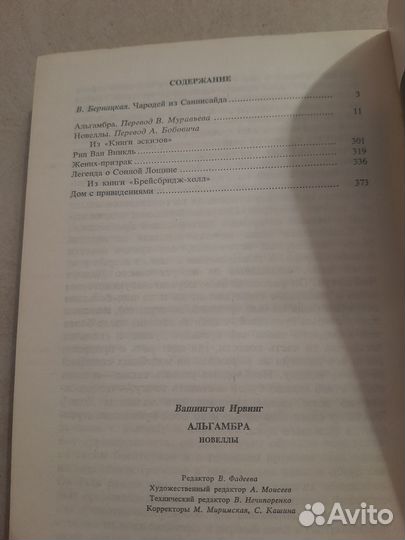 СОДЕРЖАНИЕ
В. Бернацкая. Чародей из Саннисайда 3
Альгамбра. Перевод В. Муравьева 11
Новеллы. Перевод А. Бобовича
Из «Книги эскизов»
Рип Ван Винкль 301
Жених-призрак 319
Легенда о Сонной Лощине 336
Из книги «Брейсбридж-холл»
Дом с привидениями 373
Вашингтон Ирвинг
АЛЬГАМБРА
НОВЕЛЛЫ
Редактор В. Фадеева
Художественный редактор А. Моисеев
Технический редактор В. Нечипоренко
Корректоры М. Миримская, С. Кашина
Avito